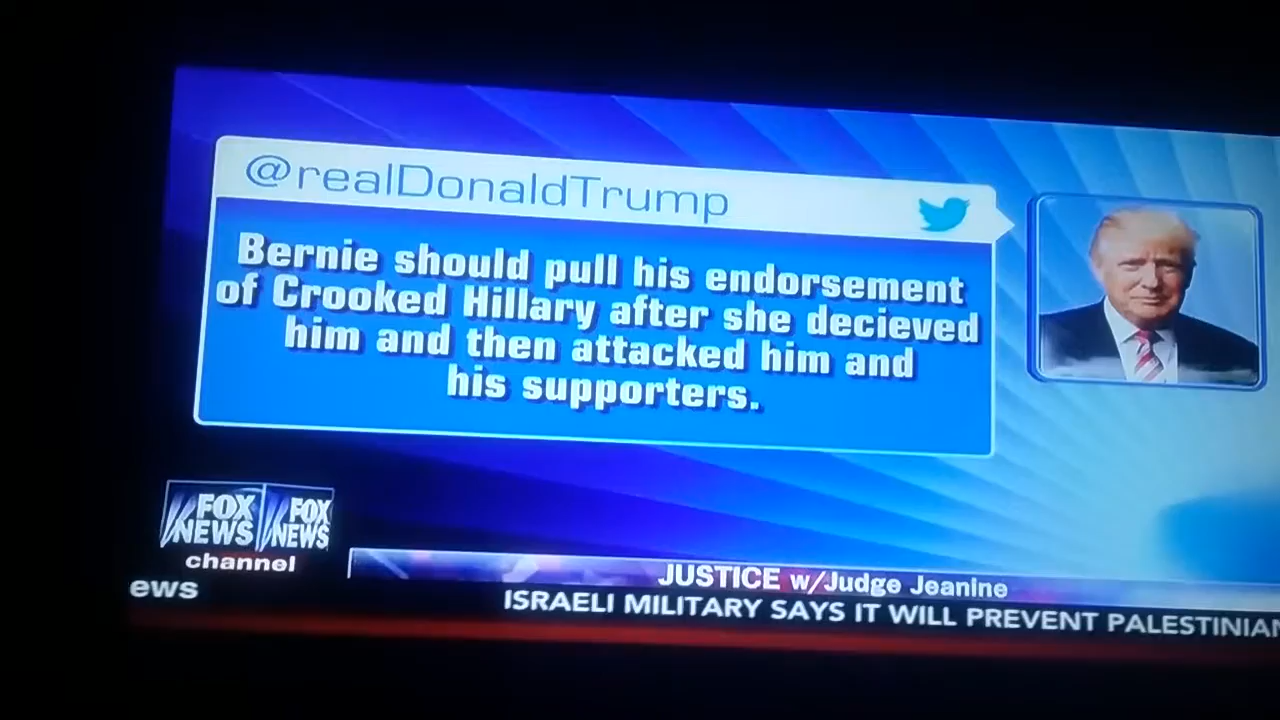 @realDonaldTrump
Bernie should pull his endorsement
of Crooked Hillary after she decieved
him and then attacked him and
his supporters.
FOX NEWS FOX NEWS
channel
JUSTICE w/Judge Jeanine
ews
ISRAELI MILITARY SAYS IT WILL PREVENT PALESTINIAN